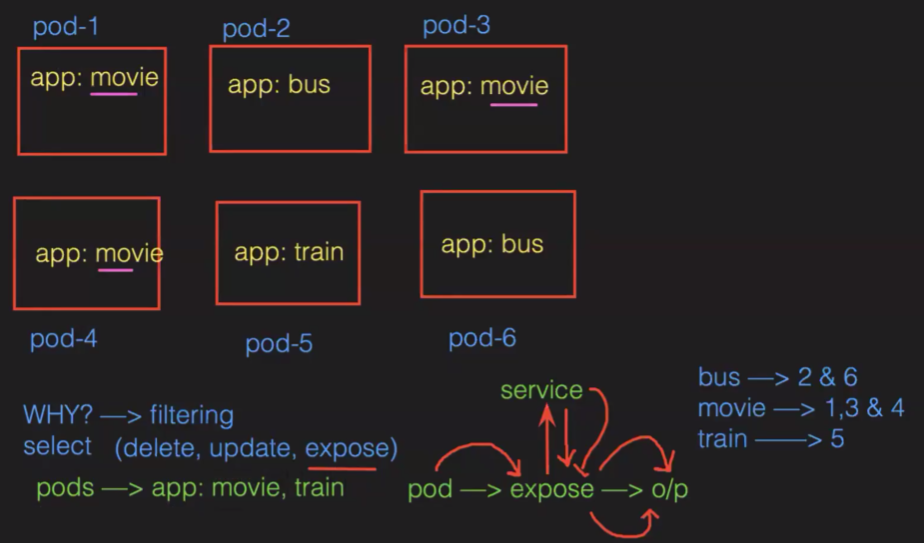 pod-1
pod-2
pod-3
app: movie
app: bus
app: movie
app: movie
app: train
app: bus
pod-4
pod-5
pod-6
WHY? —> filtering
select (delete, update, expose)
pods —> app: movie, train
service
pod —> expose —> o/p
bus —> 2 & 6
movie —> 1,3 & 4
train ——> 5